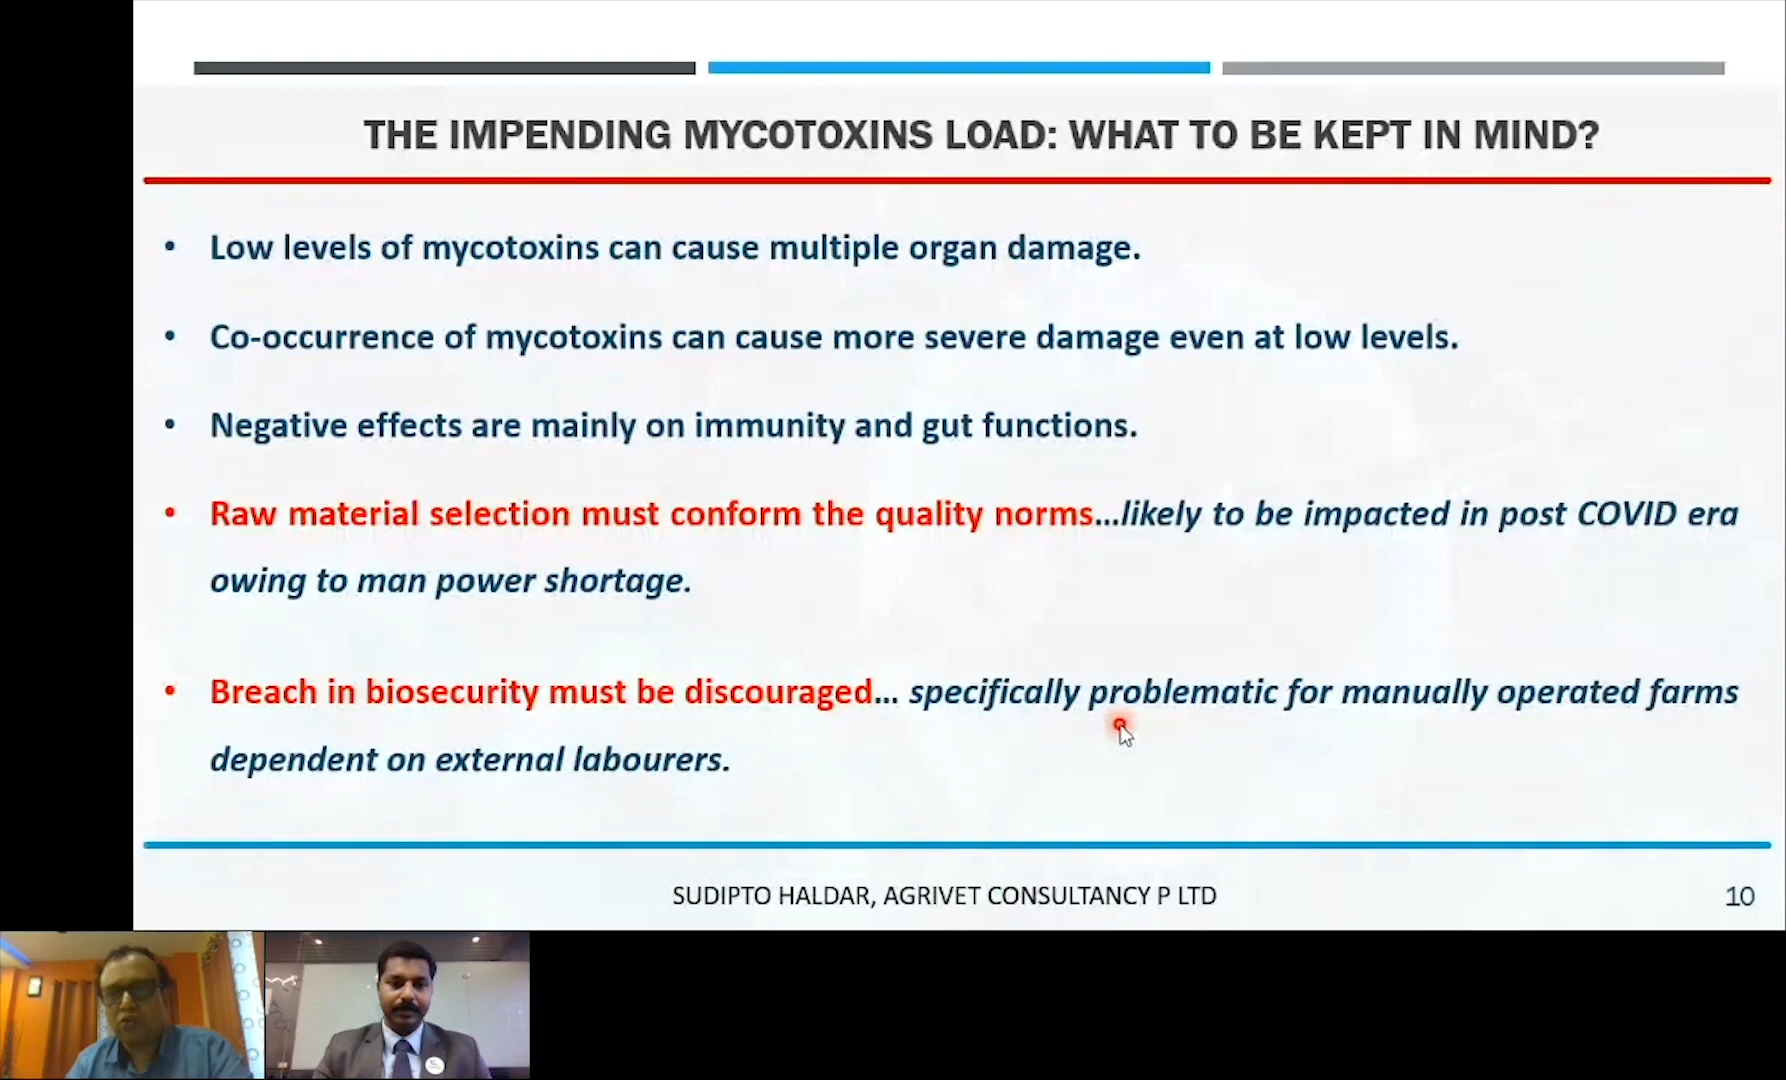 THE IMPENDING MYCOTOXINS LOAD: WHAT TO BE KEPT IN MIND?
• Low levels of mycotoxins can cause multiple organ damage.
• Co-occurrence of mycotoxins can cause more severe damage even at low levels.
• Negative effects are mainly on immunity and gut functions.
• Raw material selection must conform the quality norms...likely to be impacted in post COVID era
owing to man power shortage.
• Breach in biosecurity must be discouraged... specifically problematic for manually operated farms
dependent on external labourers.
SUDIPTO HALDAR, AGRIVET CONSULTANCY P LTD
10